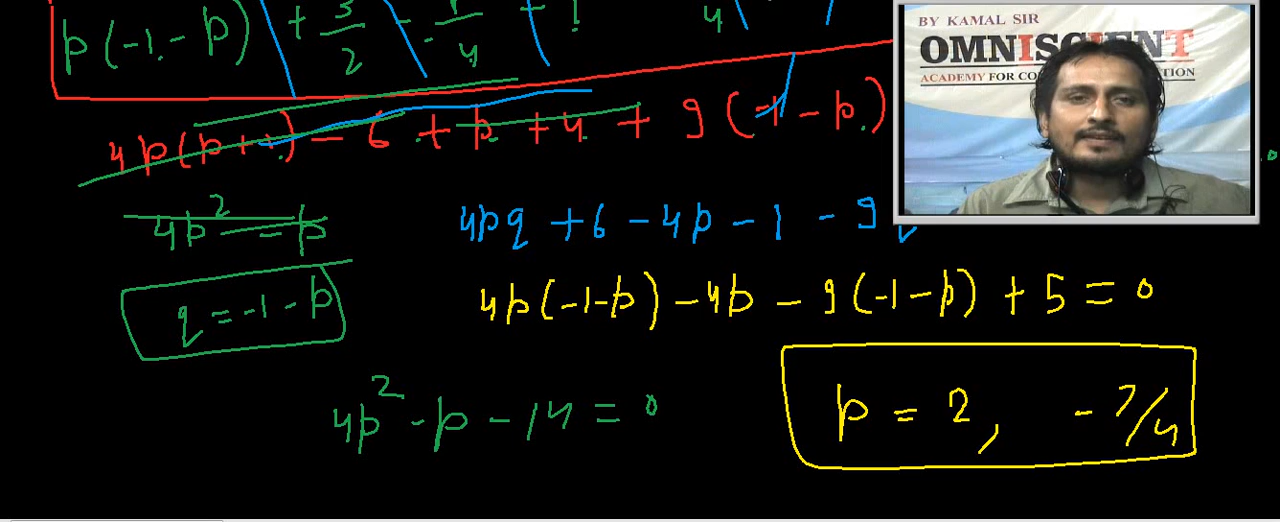 p(-1-p) + 3/2
BY KAMAL SIR
OMNISCIENT
ACADEMY FOR
4p(p+1) - 6 + p + 4 + 9(-1-p)
4p² = p
4pq + 6 - 4p - 1 - 9
q = -1 - p
4p(-1-p) - 4p - 9(-1-p) + 5 = 0
4p² - p - 14 = 0
p = 2, -7/4